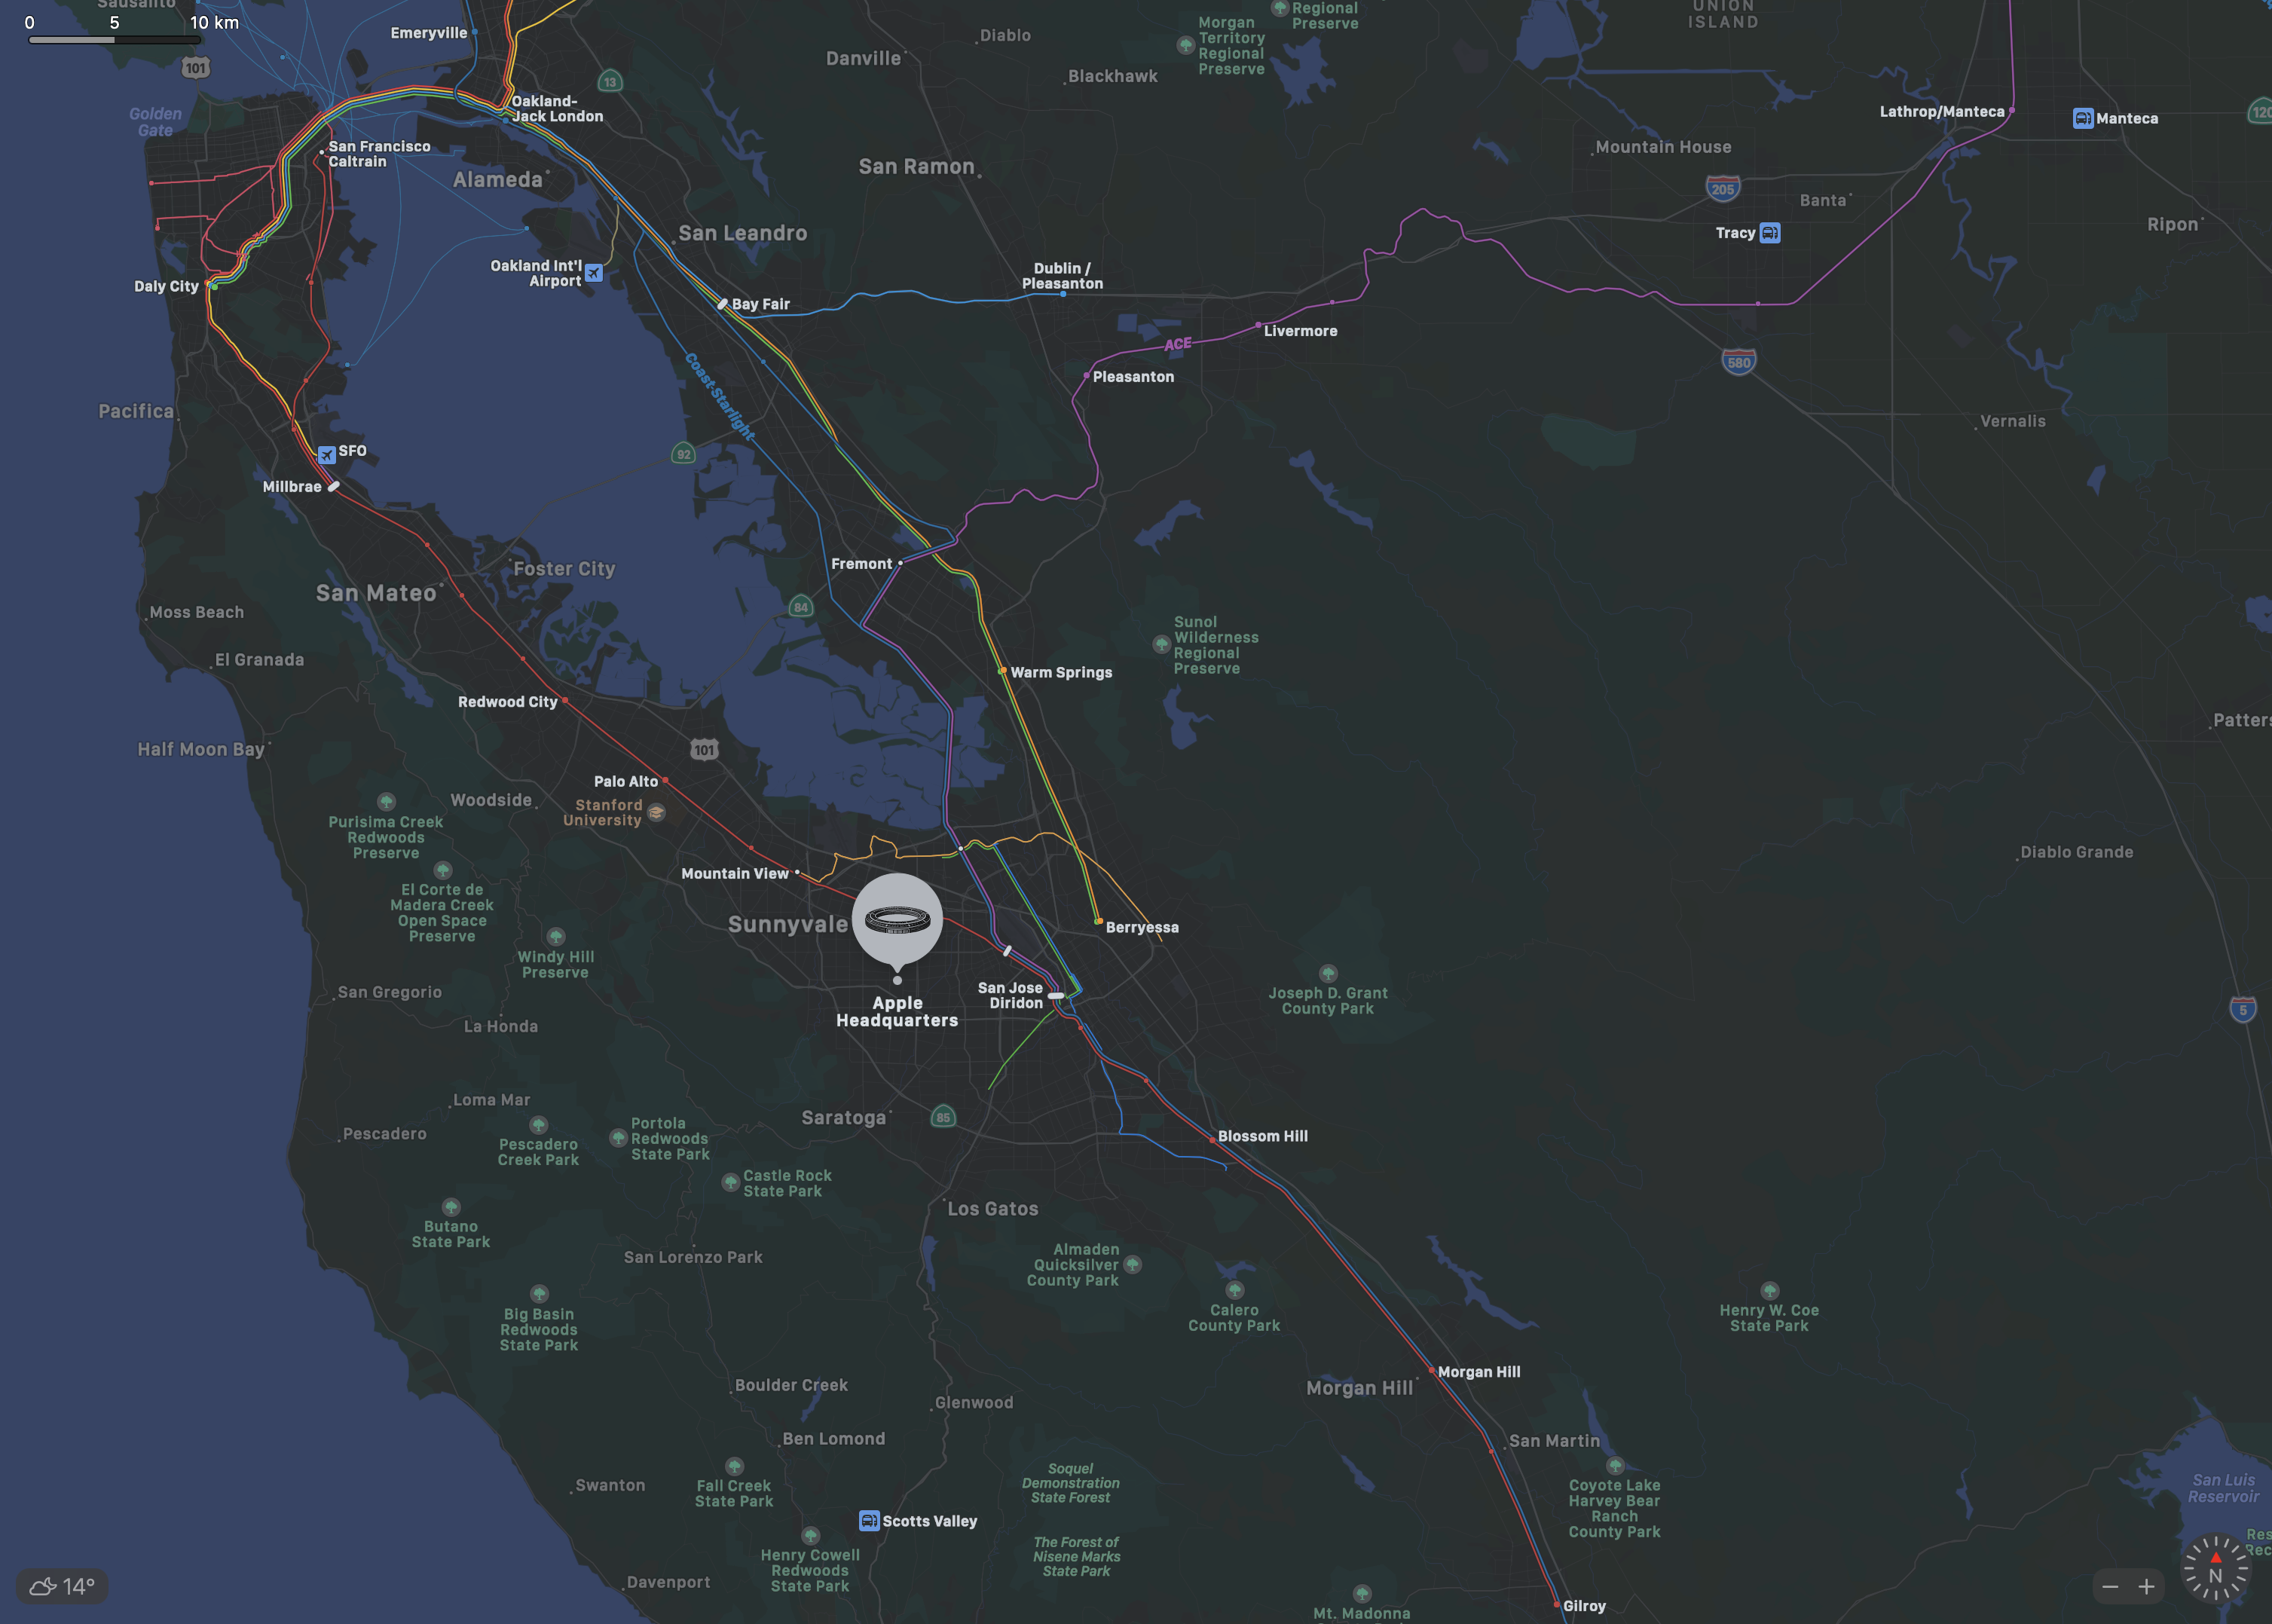 Sausalito
0
5
10 km
101
Emeryville
Golden
Gate
13
Oakland-
Jack London
San Francisco
Caltrain
Alameda
San Leandro
Oakland Int'l
Airport
Daly City
Bay Fair
Danville
Diablo
Blackhawk
Morgan
Territory
Regional
Preserve
Regional
Preserve
UNION
ISLAND
San Ramon
Dublin /
Pleasanton
Livermore
ACE
Pleasanton
Mountain House
205
Banta
Tracy
Lathrop/Manteca
Manteca
120
Ripon
580
Vernalis
Coast Starlight
Pacifica
SFO
Millbrae
92
Foster City
San Mateo
Moss Beach
El Granada
Fremont
84
Sunol
Wilderness
Regional
Preserve
Warm Springs
Redwood City
Half Moon Bay
101
Palo Alto
Stanford
University
Woodside
Purisima Creek
Redwoods
Preserve
El Corte de
Madera Creek
Open Space
Preserve
Mountain View
Sunnyvale
Windy Hill
Preserve
Berryessa
Patters
Diablo Grande
5
San Gregorio
La Honda
Apple
Headquarters
San Jose
Diridon
Joseph D. Grant
County Park
Loma Mar
Pescadero
Pescadero
Creek Park
Portola
Redwoods
State Park
Saratoga
85
Blossom Hill
Castle Rock
State Park
Los Gatos
Butano
State Park
San Lorenzo Park
Almaden
Quicksilver
County Park
Calero
County Park
Henry W. Coe
State Park
Big Basin
Redwoods
State Park
Boulder Creek
Glenwood
Morgan Hill
Morgan Hill
Ben Lomond
San Martin
Swanton
Fall Creek
State Park
Soquel
Demonstration
State Forest
Coyote Lake
Harvey Bear
Ranch
County Park
San Luis
Reservoir
Scotts Valley
The Forest of
Nisene Marks
State Park
Henry Cowell
Redwoods
State Park
Davenport
Mt. Madonna
Gilroy
Res
Rec
14°
N